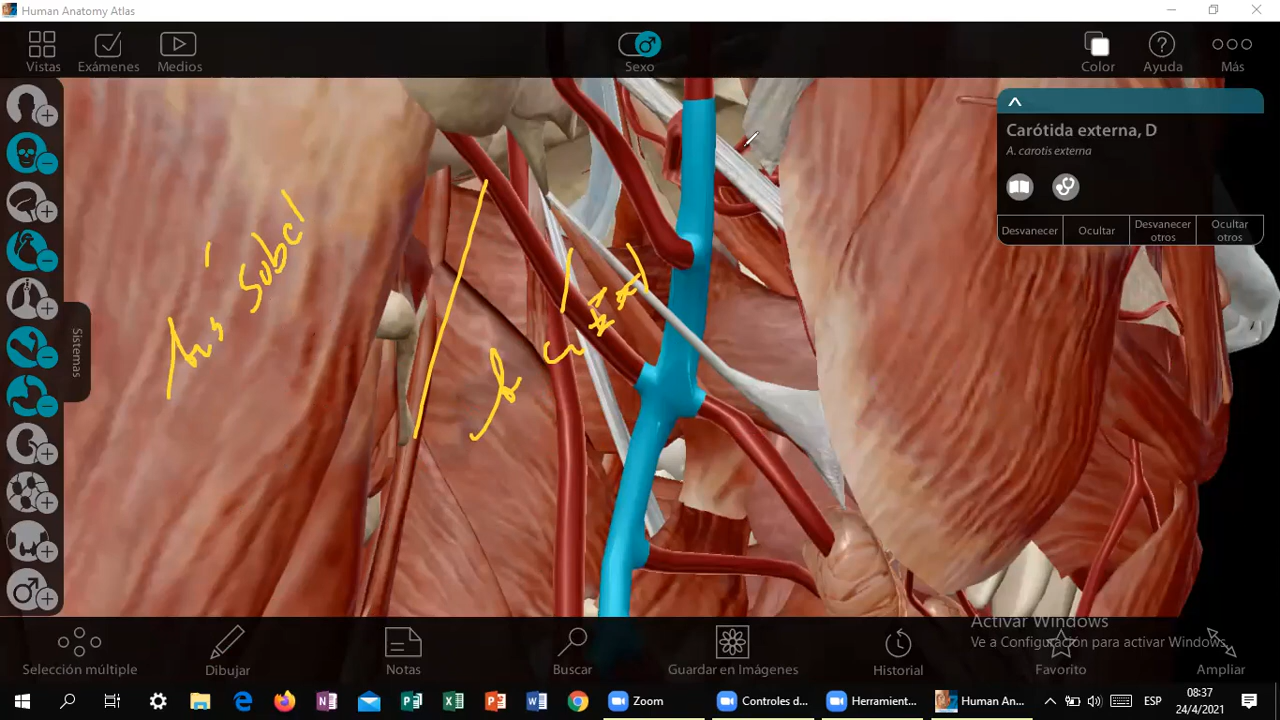 Human Anatomy Atlas
Vistas
Exámenes
Medios
Sexo
Color
Ayuda
Más
Carótida externa, D
A. carotis externa
Desvanecer
Ocultar
Desvanecer otros
Ocultar otros
Sistemas
Subcl
Activar Windows
Ve a Configuración para activar Windows.
Selección múltiple
Dibujar
Notas
Buscar
Guardar en Imágenes
Historial
Favorito
Ampliar
Zoom
Controles d...
Herramient...
Human An...
ESP
08:37
24/4/2021